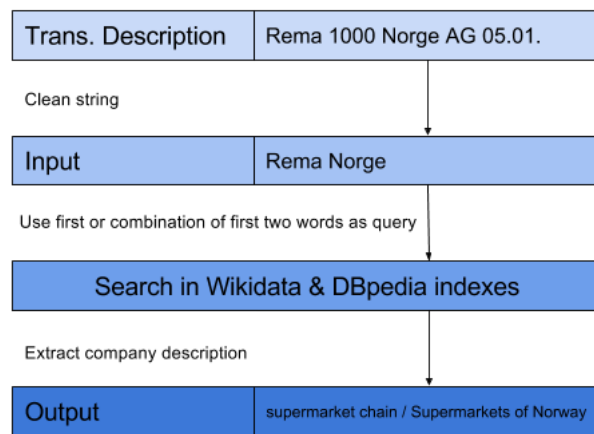 Trans. Description Rema 1000 Norge AG 05.01.
Clean string
Input Rema Norge
Use first or combination of first two words as query
Search in Wikidata & DBpedia indexes
Extract company description
Output supermarket chain / Supermarkets of Norway